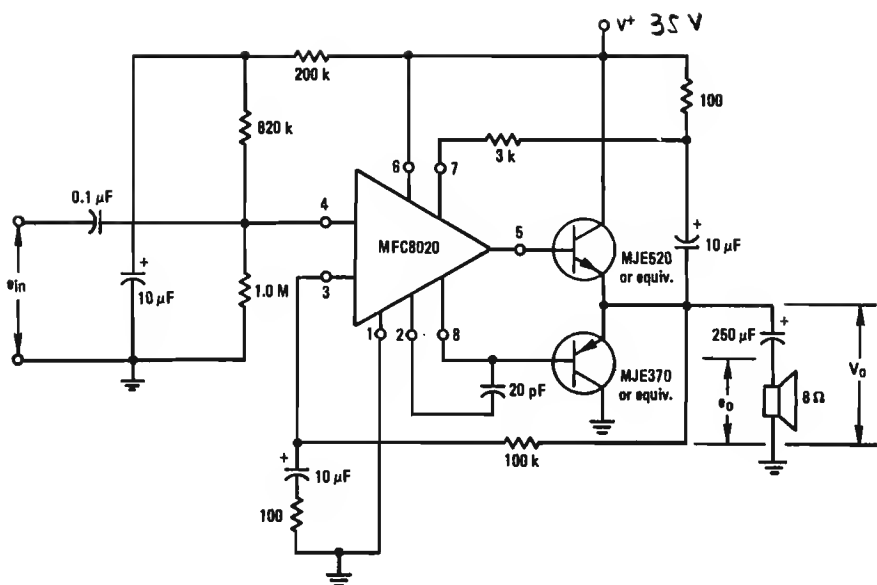 V+ 35 V
200 k
100
820 k
3 k
6
7
0.1 µF
4
MFC8020
5
+
10 µF
MJE520
or equiv.
+
10 µF
1.0 M
3
ein
1
2
8
250 µF
+
Vo
20 pF
MJE370
or equiv.
eo
8 Ω
+
10 µF
100 k
100